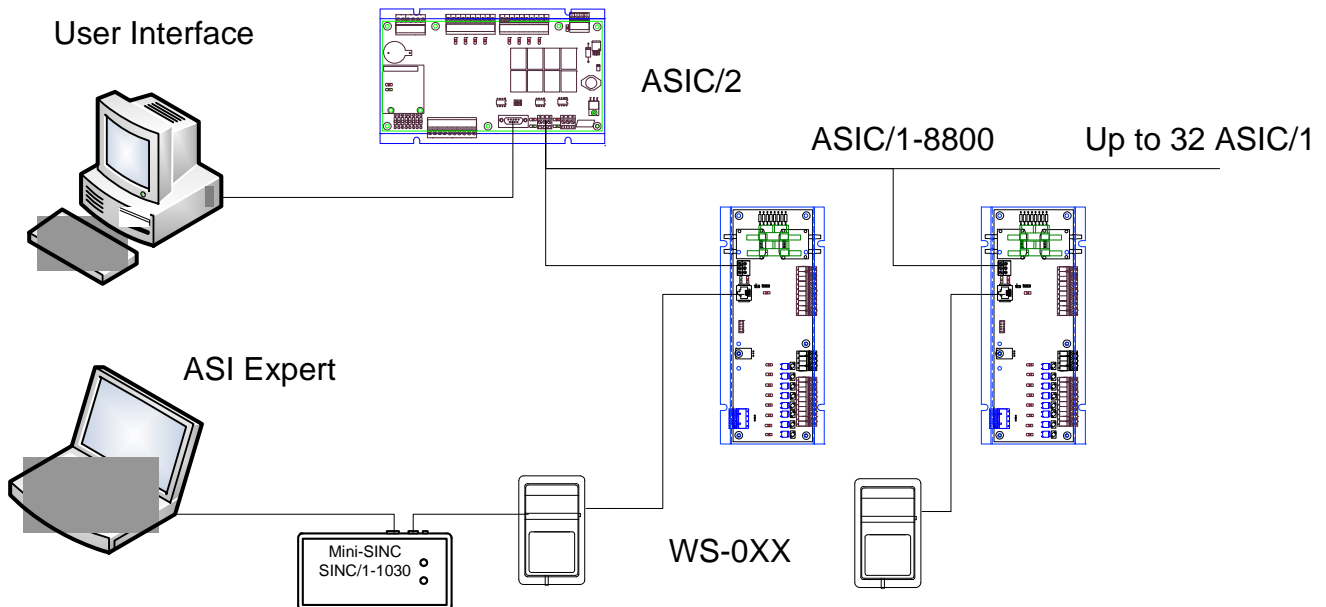 User Interface
ASIC/2
ASIC/1-8800
Up to 32 ASIC/1
ASI Expert
Mini-SINC
SINC/1-1030
WS-0XX